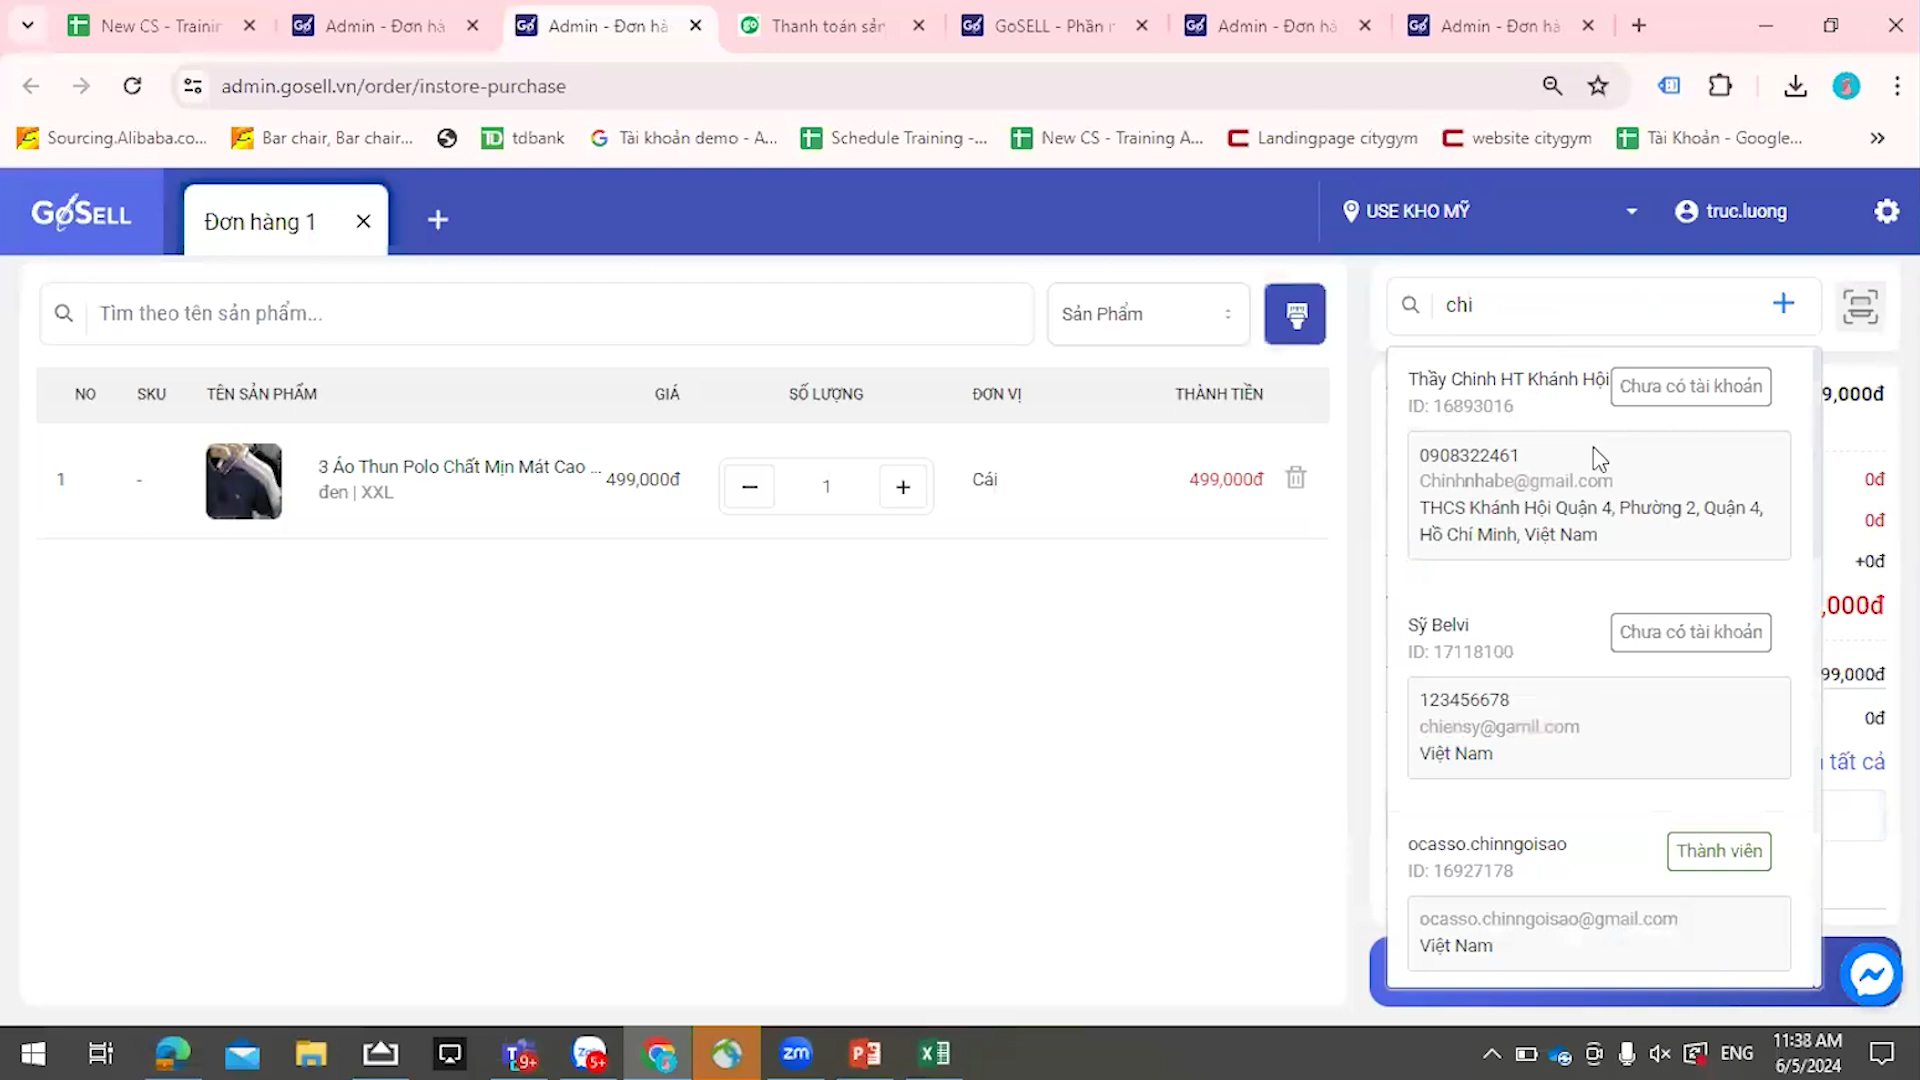 New CS - Trainin
Admin - Đơn hà
Admin - Đơn hà
Thanh toán sản
GoSELL - Phần m
Admin - Đơn hà
Admin - Đơn hà
admin.gosell.vn/order/instore-purchase
Sourcing.Alibaba.co...
Bar chair, Bar chair...
tdbank
Tài khoản demo - A...
Schedule Training -...
New CS - Training A...
Landingpage citygym
website citygym
Tài Khoản - Google...
GoSELL
Đơn hàng 1
USE KHO MỸ
truc.luong
Tìm theo tên sản phẩm...
Sản Phẩm
chi
NO
SKU
TÊN SẢN PHẨM
GIÁ
SỐ LƯỢNG
ĐƠN VỊ
THÀNH TIỀN
1
-
3 Áo Thun Polo Chất Mịn Mát Cao ...
đen | XXL
499,000đ
1
Cái
499,000đ
Thầy Chinh HT Khánh Hội
Chưa có tài khoản
ID: 16893016
0908322461
Chinhnhabe@gmail.com
THCS Khánh Hội Quận 4, Phường 2, Quận 4,
Hồ Chí Minh, Việt Nam
Sỹ Belvi
Chưa có tài khoản
ID: 17118100
123456678
chiensy@gamil.com
Việt Nam
ocasso.chinngoisao
Thành viên
ID: 16927178
ocasso.chinngoisao@gmail.com
Việt Nam
9,000đ
0đ
0đ
+0đ
,000đ
99,000đ
0đ
tất cả
9+
5+
zm
ENG
11:38 AM
6/5/2024